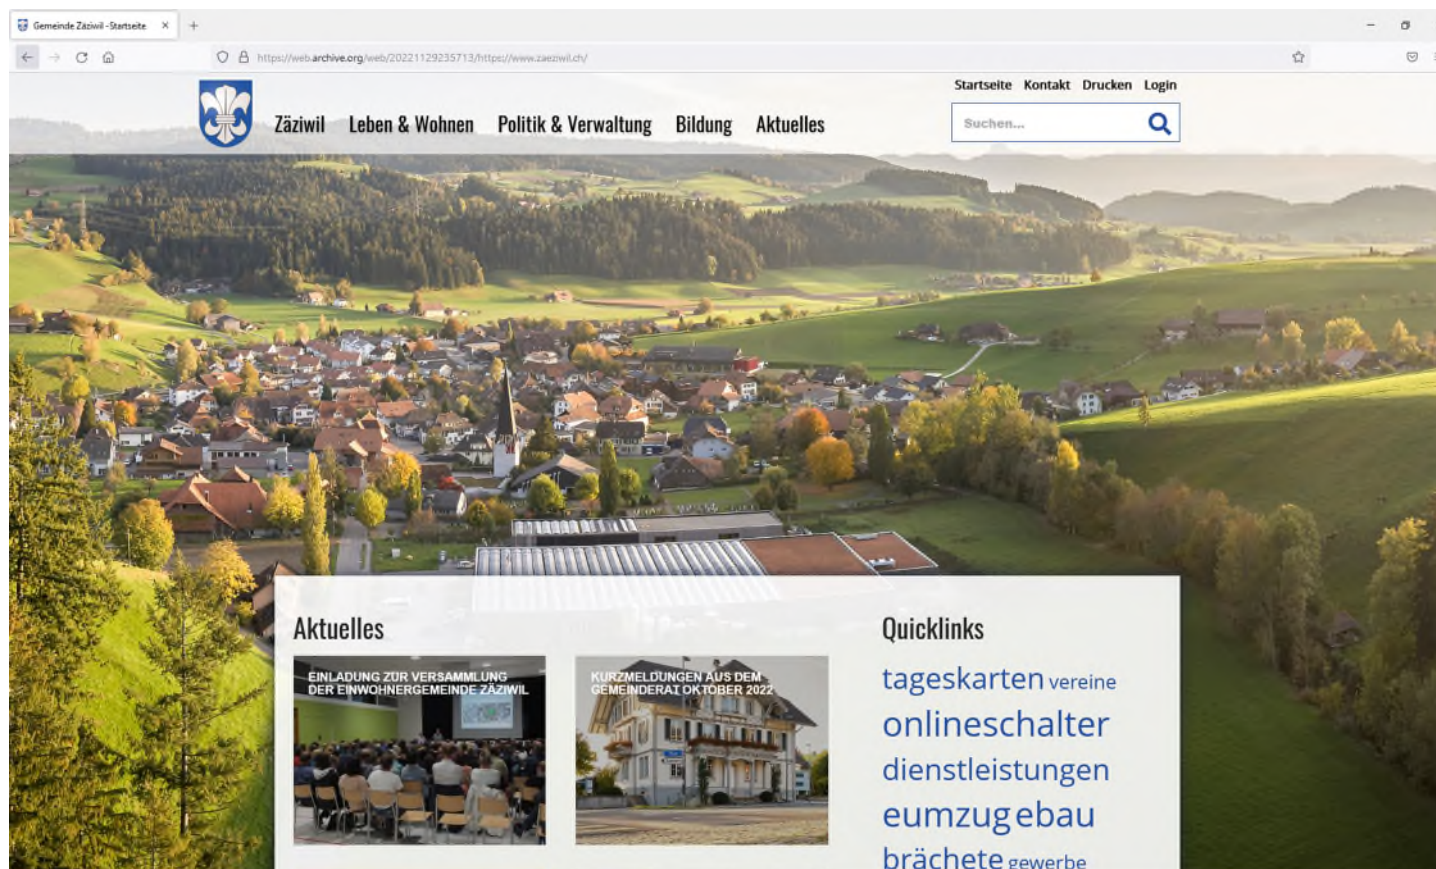 Gemeinde Zäziwil - Startseite
https://web.archive.org/web/20221129235713/https://www.zaeziwil.ch/
Startseite Kontakt Drucken Login
Zäziwil Leben & Wohnen Politik & Verwaltung Bildung Aktuelles
Suchen...
Aktuelles
EINLADUNG ZUR VERSAMMLUNG
DER EINWOHNERGEMEINDE ZÄZIWIL
KURZMELDUNGEN AUS DEM
GEMEINDERAT OKTOBER 2022
Quicklinks
tageskarten vereine
onlineschalter
dienstleistungen
eumzug ebau
brächete gewerbe